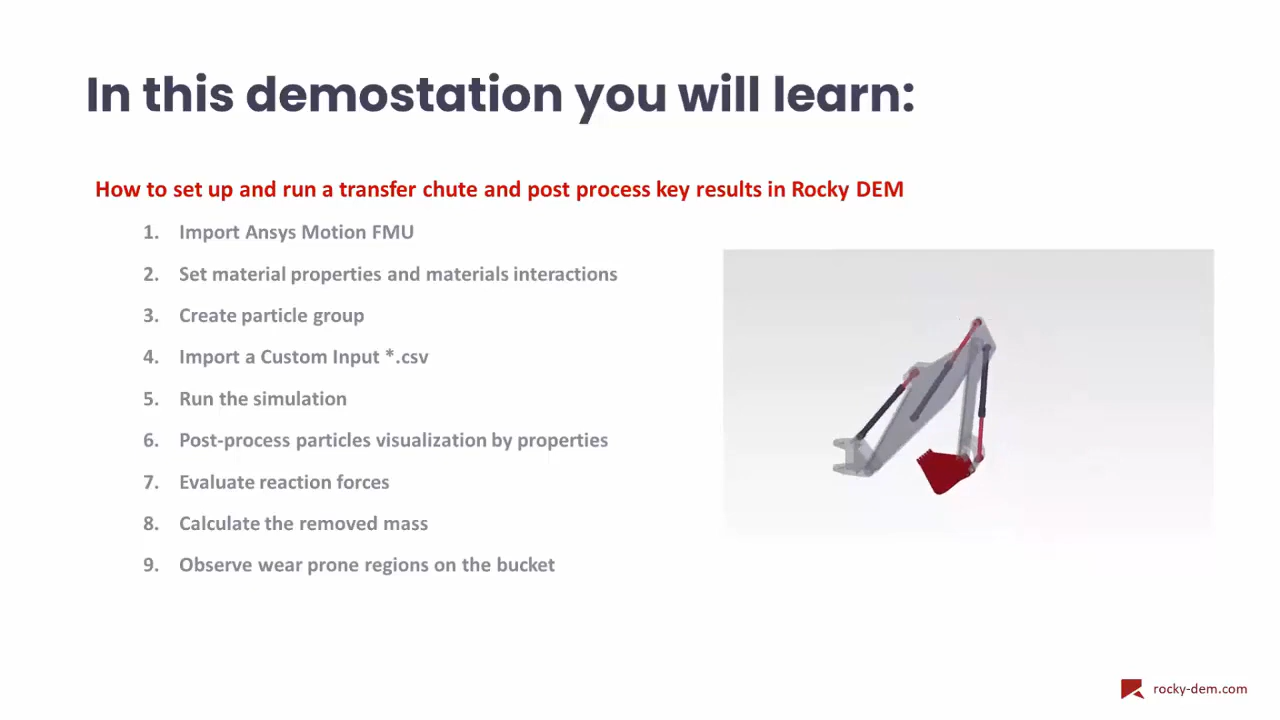 In this demostation you will learn:
How to set up and run a transfer chute and post process key results in Rocky DEM
1. Import Ansys Motion FMU
2. Set material properties and materials interactions
3. Create particle group
4. Import a Custom Input *.csv
5. Run the simulation
6. Post-process particles visualization by properties
7. Evaluate reaction forces
8. Calculate the removed mass
9. Observe wear prone regions on the bucket
rocky-dem.com